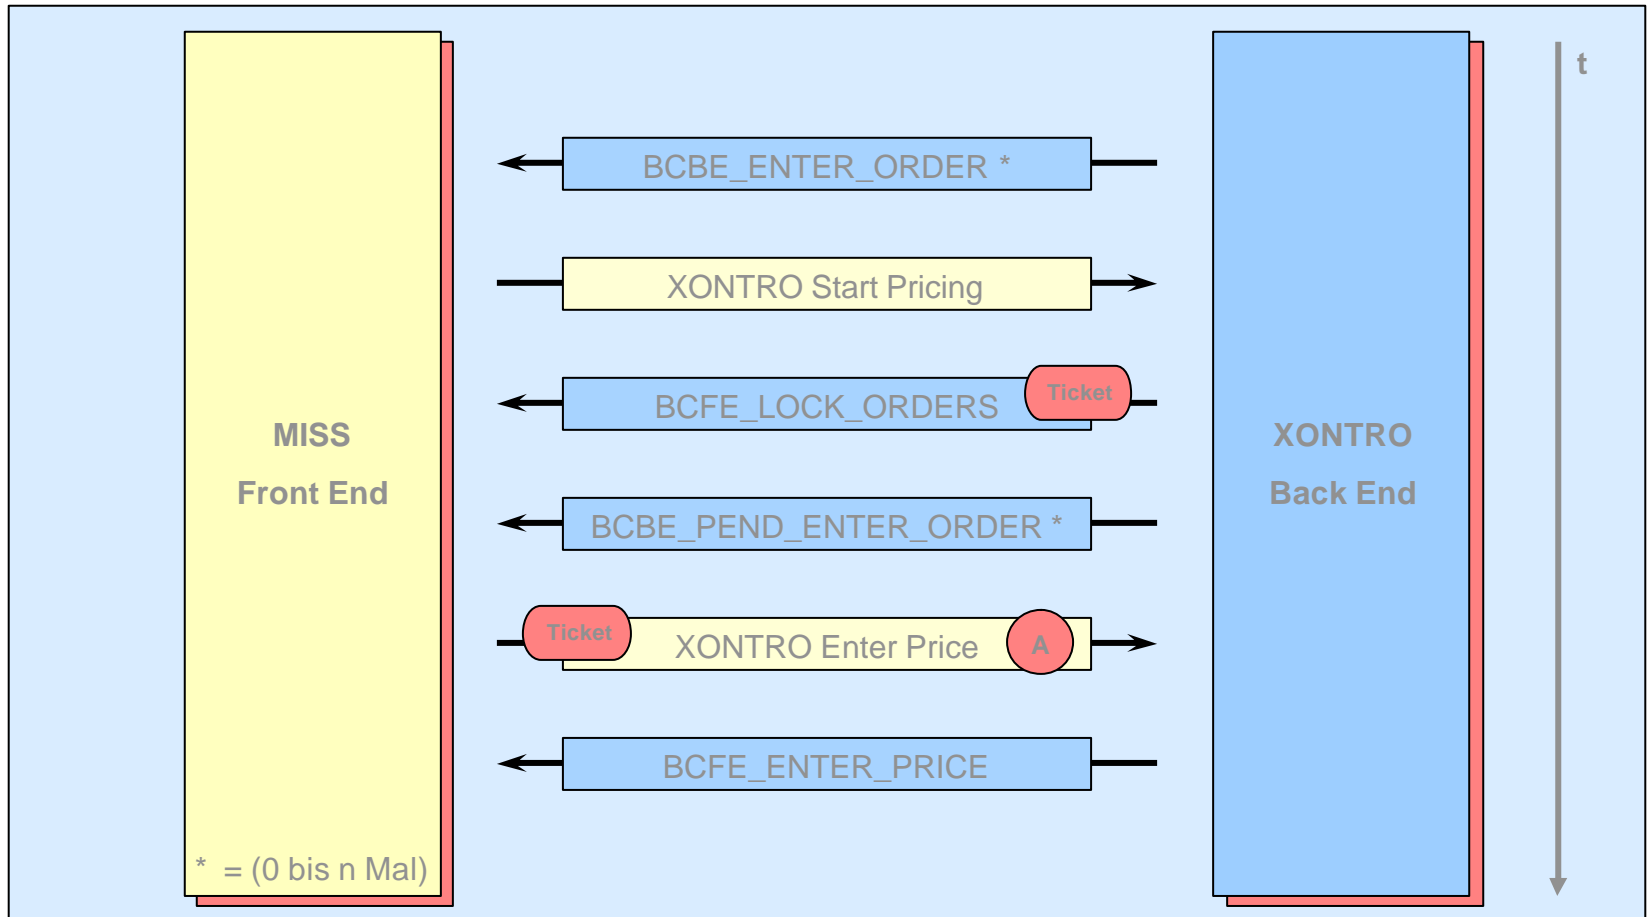 t
BCBE_ENTER_ORDER *
XONTRO Start Pricing
Ticket
BCFE_LOCK_ORDERS
MISS
Front End
XONTRO
Back End
BCBE_PEND_ENTER_ORDER *
Ticket
XONTRO Enter Price
A
BCFE_ENTER_PRICE
* = (0 bis n Mal)